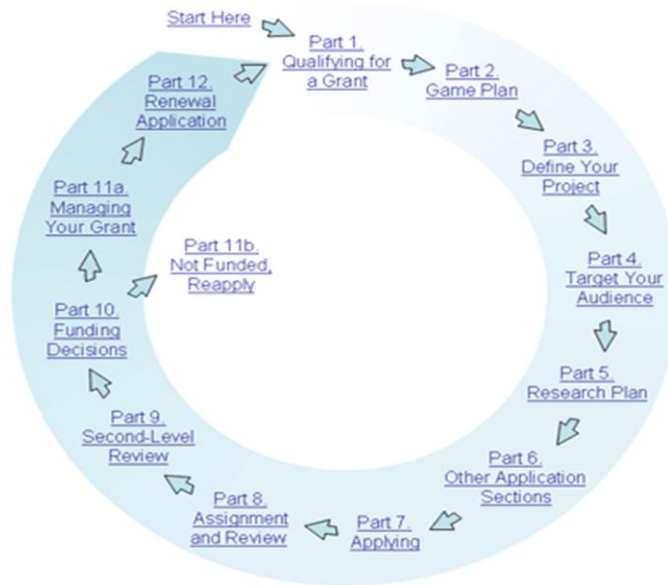 Start Here
Part 1.
Qualifying for
a Grant
Part 2.
Game Plan
Part 3.
Define Your
Project
Part 4.
Target Your
Audience
Part 5.
Research Plan
Part 6.
Other Application
Sections
Part 7.
Applying
Part 8.
Assignment
and Review
Part 9.
Second-Level
Review
Part 10.
Funding
Decisions
Part 11a.
Managing
Your Grant
Part 11b.
Not Funded,
Reapply
Part 12.
Renewal
Application